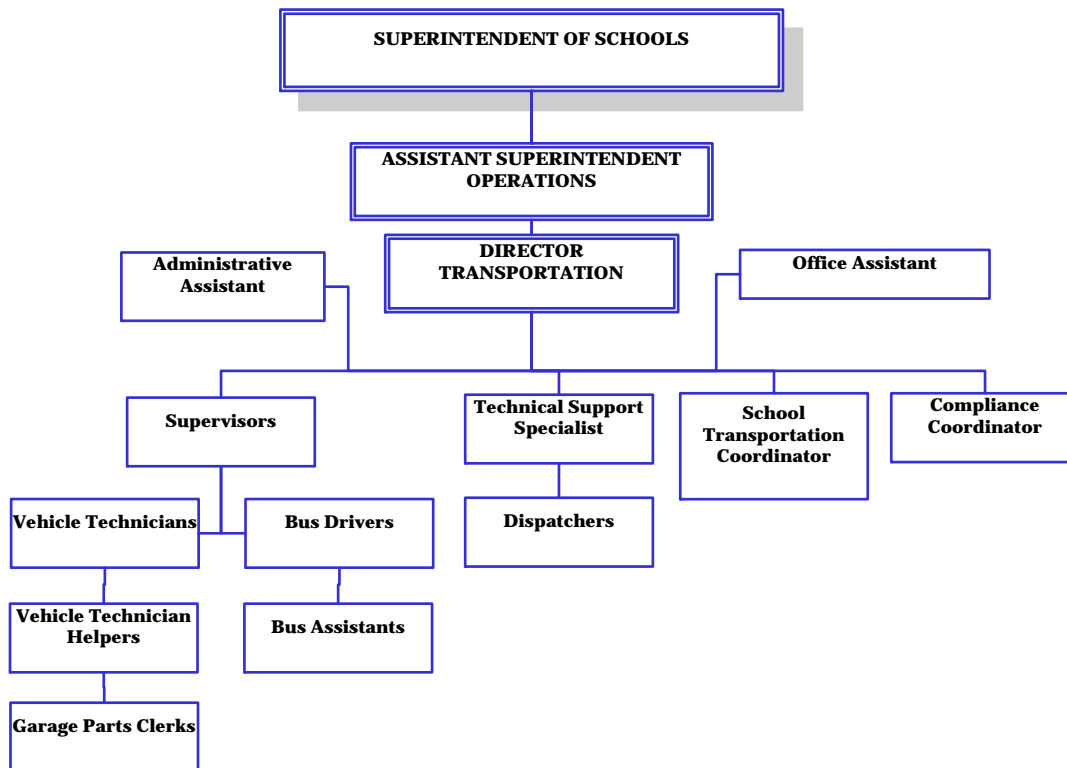 SUPERINTENDENT OF SCHOOLS
ASSISTANT SUPERINTENDENT
OPERATIONS
DIRECTOR
TRANSPORTATION
Administrative
Assistant
Office Assistant
Supervisors
Technical Support
Specialist
School
Transportation
Coordinator
Compliance
Coordinator
Vehicle Technicians
Bus Drivers
Dispatchers
Vehicle Technician
Helpers
Bus Assistants
Garage Parts Clerks